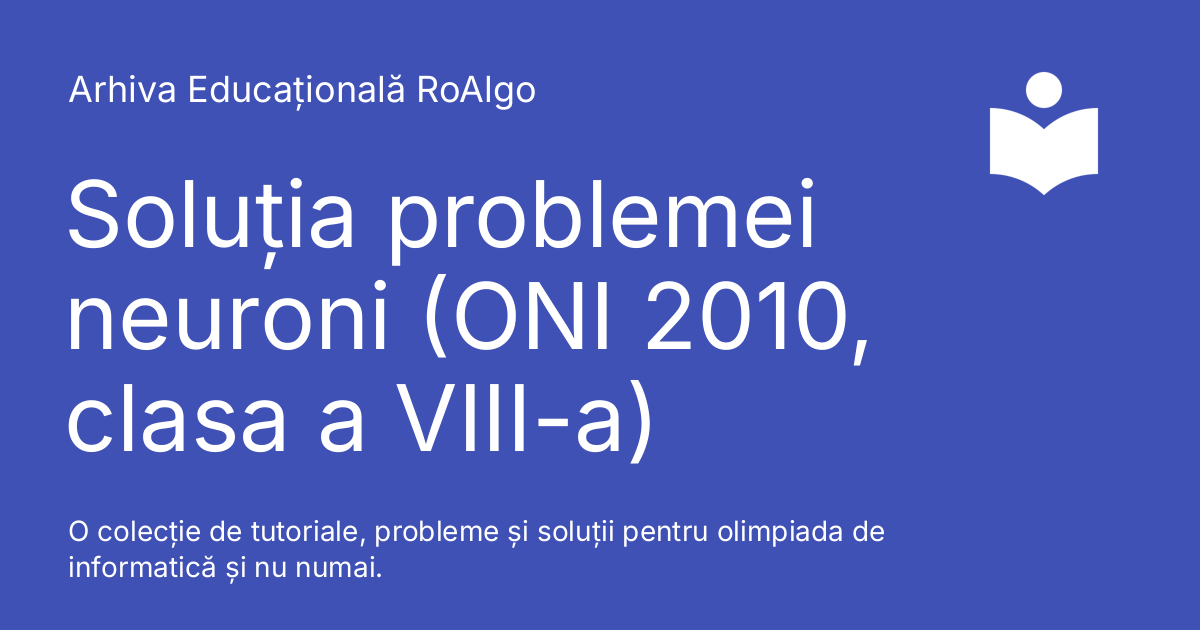 Arhiva Educațională RoAlgo
Soluția problemei
neuroni (ONI 2010,
clasa a VIII-a)
O colecție de tutoriale, probleme și soluții pentru olimpiada de
informatică și nu numai.